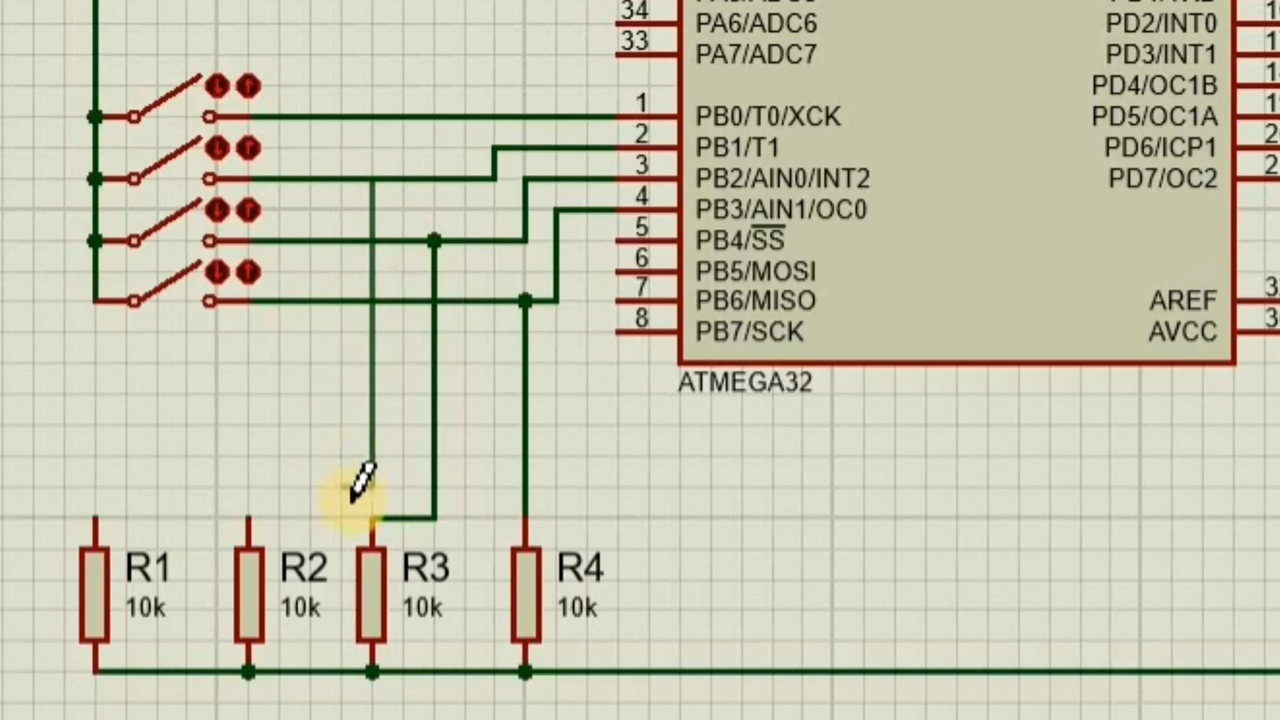 34
PA6/ADC6
PD2/INT0
33
PA7/ADC7
PD3/INT1
PD4/OC1B
1
PB0/T0/XCK
PD5/OC1A
2
PB1/T1
PD6/ICP1
3
PB2/AIN0/INT2
PD7/OC2
4
PB3/AIN1/OC0
5
PB4/SS
6
PB5/MOSI
7
PB6/MISO
AREF
8
PB7/SCK
AVCC
ATMEGA32
R1
R2
R3
R4
10k
10k
10k
10k